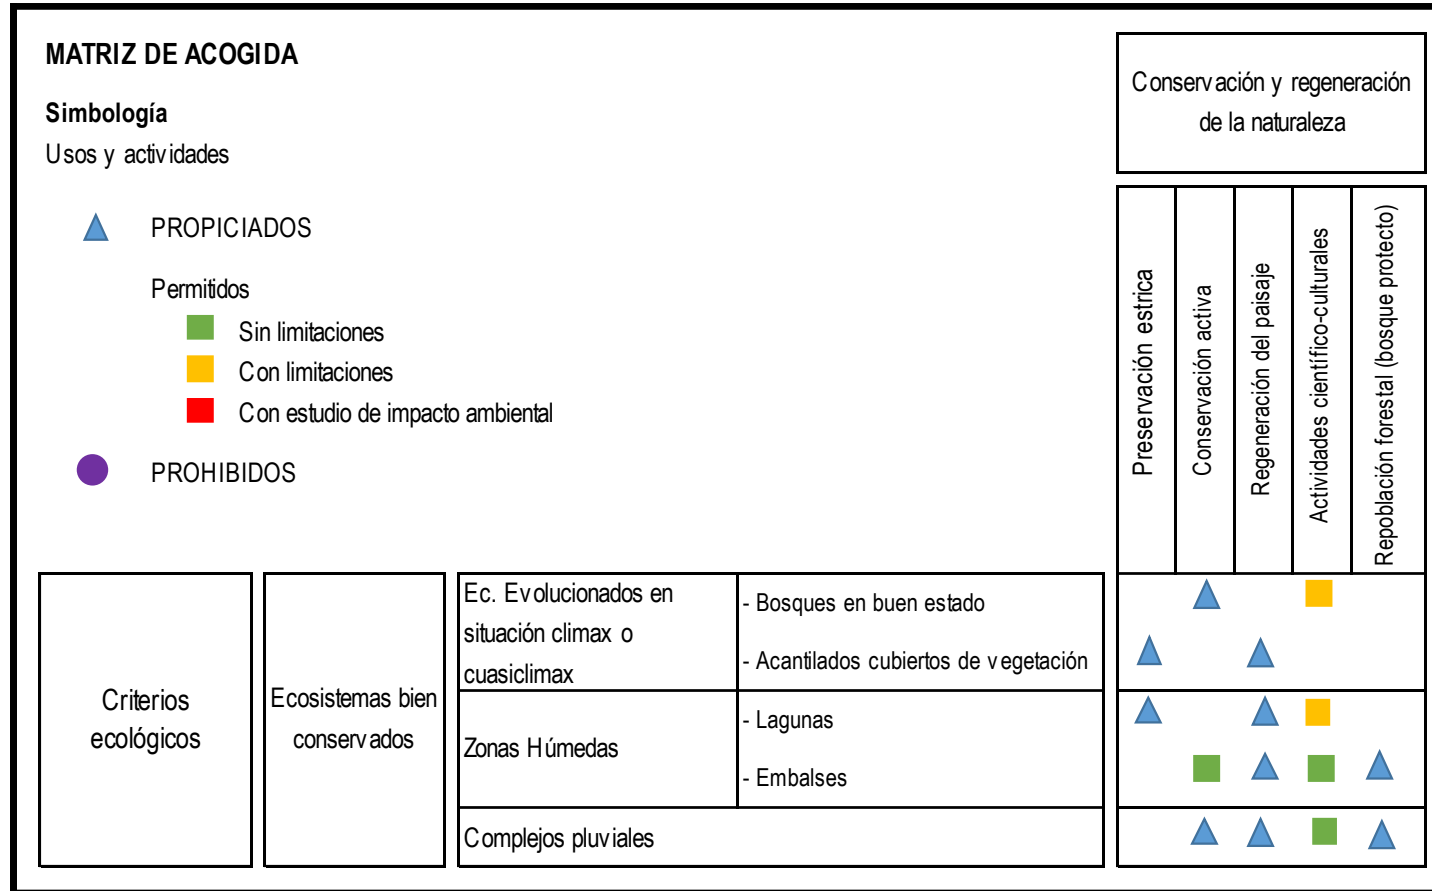 MATRIZ DE ACOGIDA
Simbología
Usos y actividades
PROPICIADOS
Permitidos
Sin limitaciones
Con limitaciones
Con estudio de impacto ambiental
PROHIBIDOS
Conservación y regeneración
de la naturaleza
Preservación estrica
Conservación activa
Regeneración del paisaje
Actividades científico-culturales
Repoblación forestal (bosque protecto)
Criterios
ecológicos
Ecosistemas bien
conservados
Ec. Evolucionados en
situación climax o
cuasiclimax
- Bosques en buen estado
- Acantilados cubiertos de vegetación
Zonas Húmedas
- Lagunas
- Embalses
Complejos pluviales